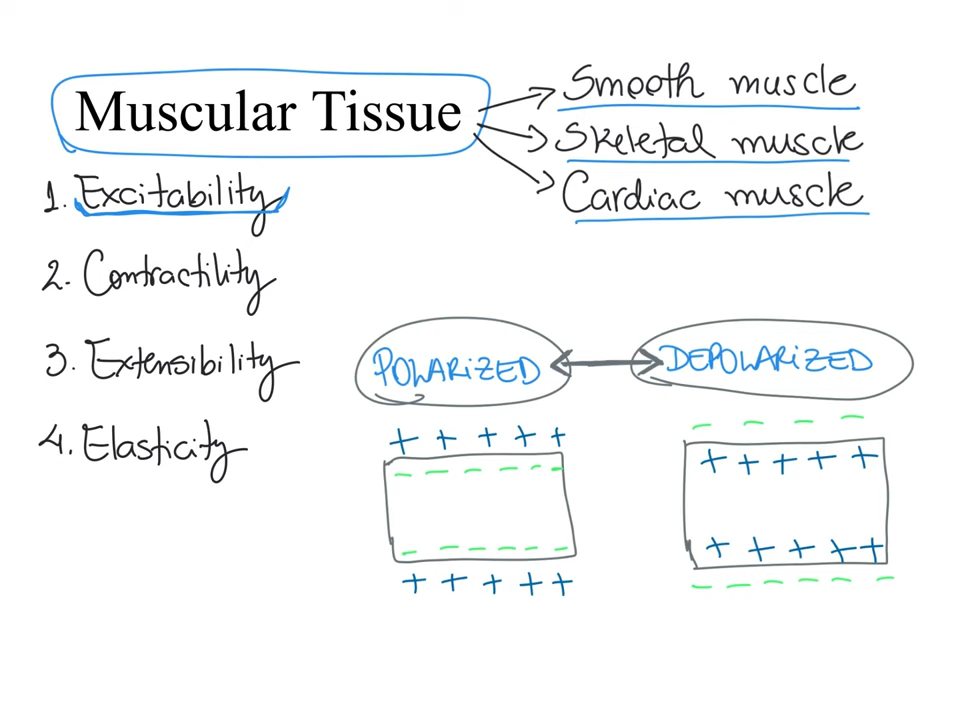 Muscular Tissue
Smooth muscle
Skeletal muscle
Cardiac muscle
1. Excitability
2. Contractility
3. Extensibility
4. Elasticity
POLARIZED
DEPOLARIZED
+ + + + +
- - - - - -
- - - - - -
+ + + + +
- - - -
+ + + + +
+ + + + +
- - - - - -